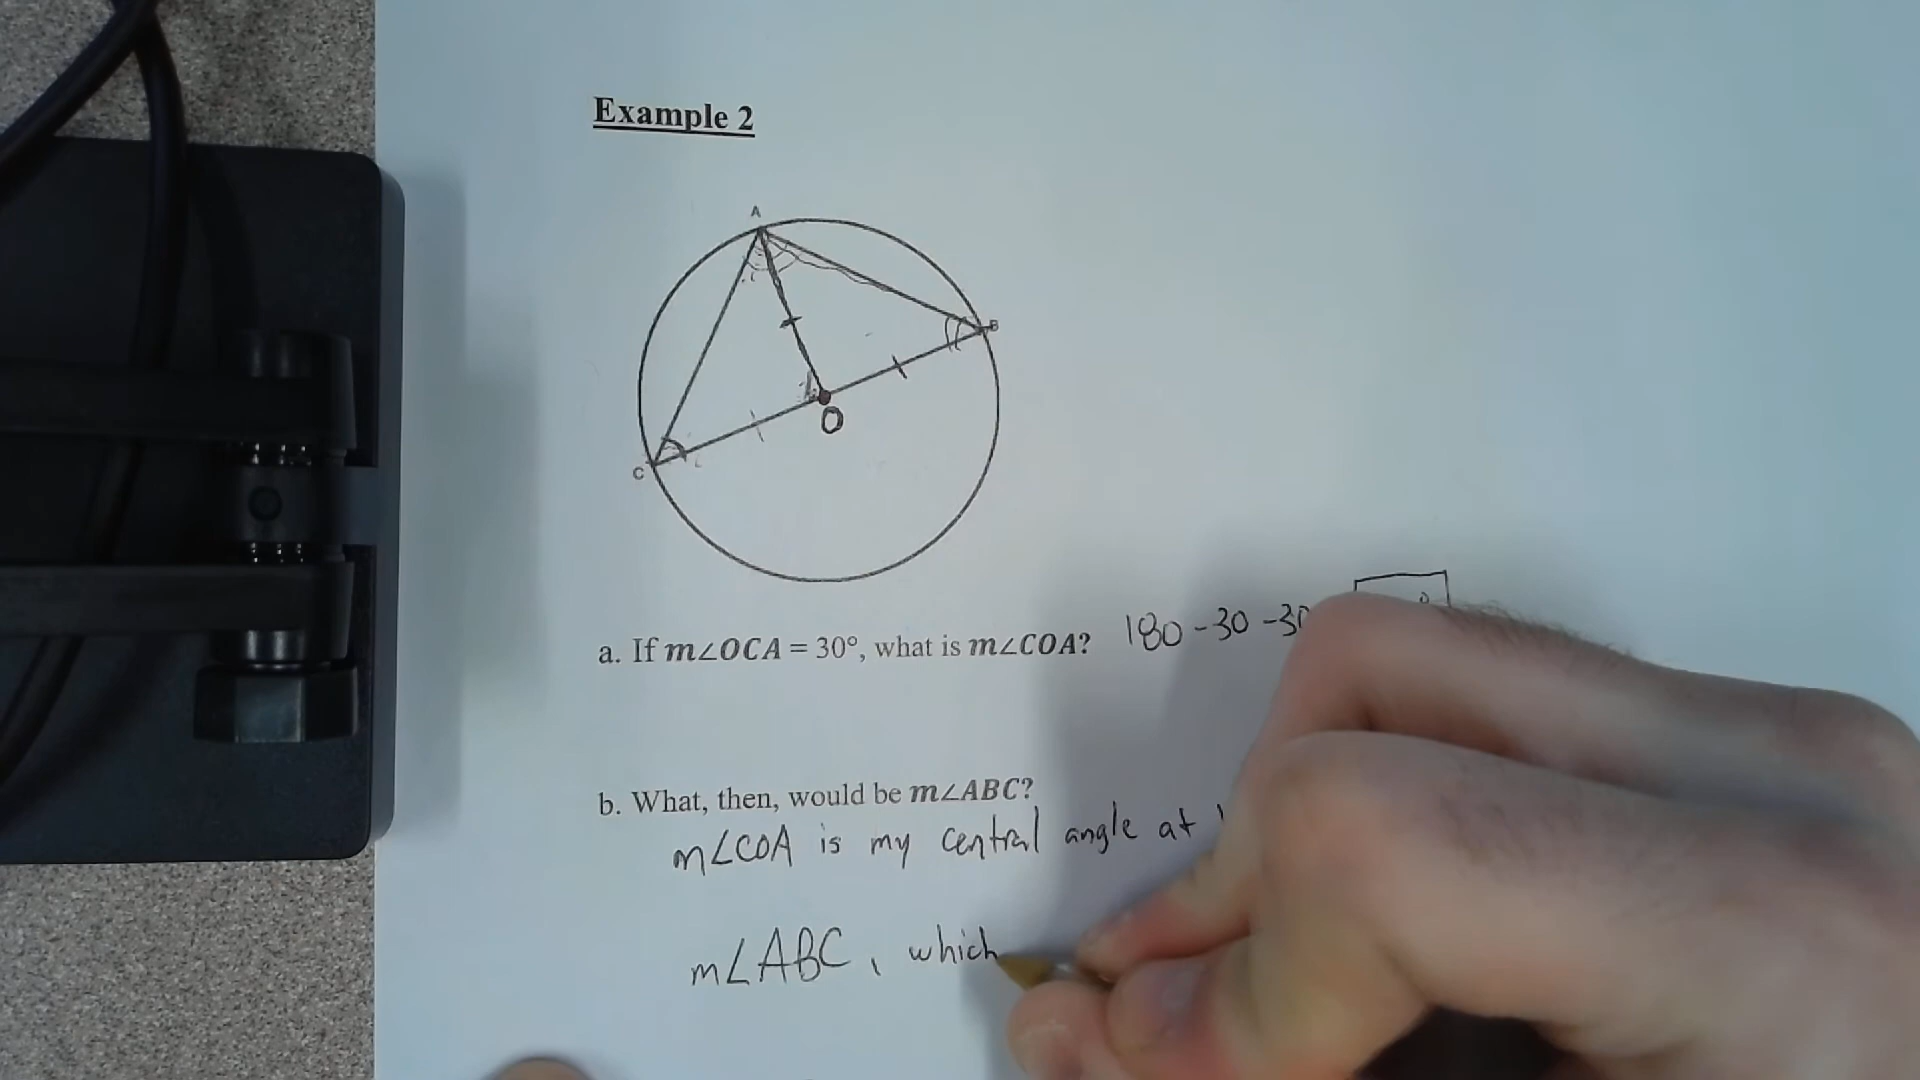 Example 2
A
B
O
C
a. If m∠OCA = 30°, what is m∠COA? 180 - 30 - 30
b. What, then, would be m∠ABC?
m∠COA is my central angle at
m∠ABC, which